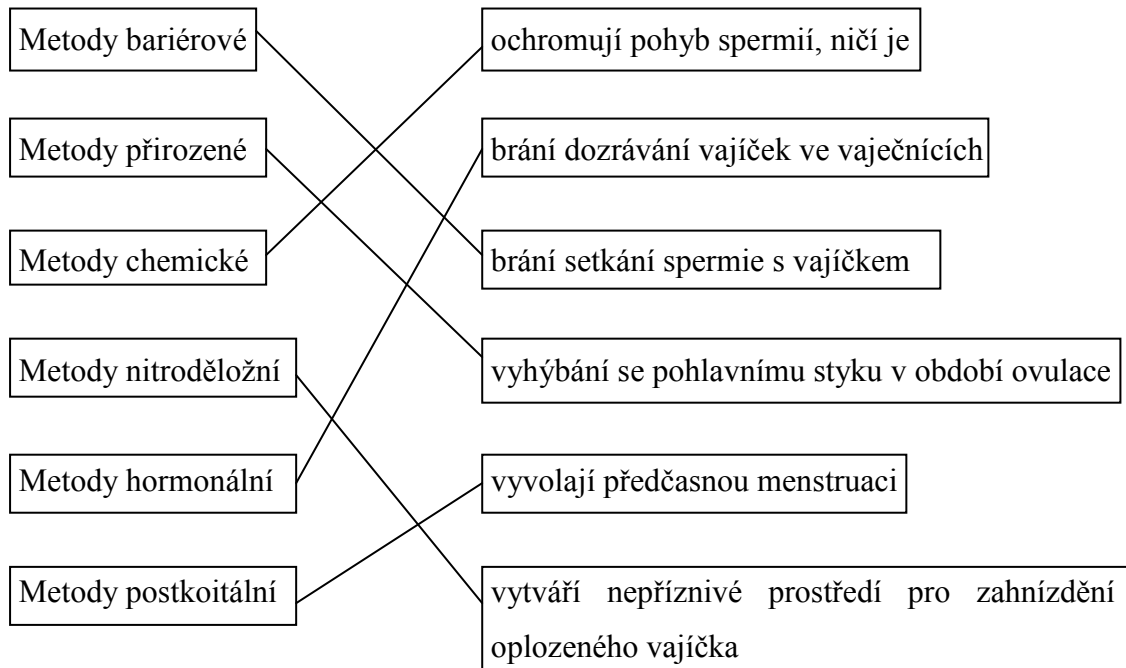 Metody bariérové
ochromují pohyb spermií, ničí je
Metody přirozené
brání dozrávání vajíček ve vaječnících
Metody chemické
brání setkání spermie s vajíčkem
Metody nitroděložní
vyhýbání se pohlavnímu styku v období ovulace
Metody hormonální
vyvolají předčasnou menstruaci
Metody postkoitální
vytváří nepříznivé prostředí pro zahnízdění
oplozeného vajíčka